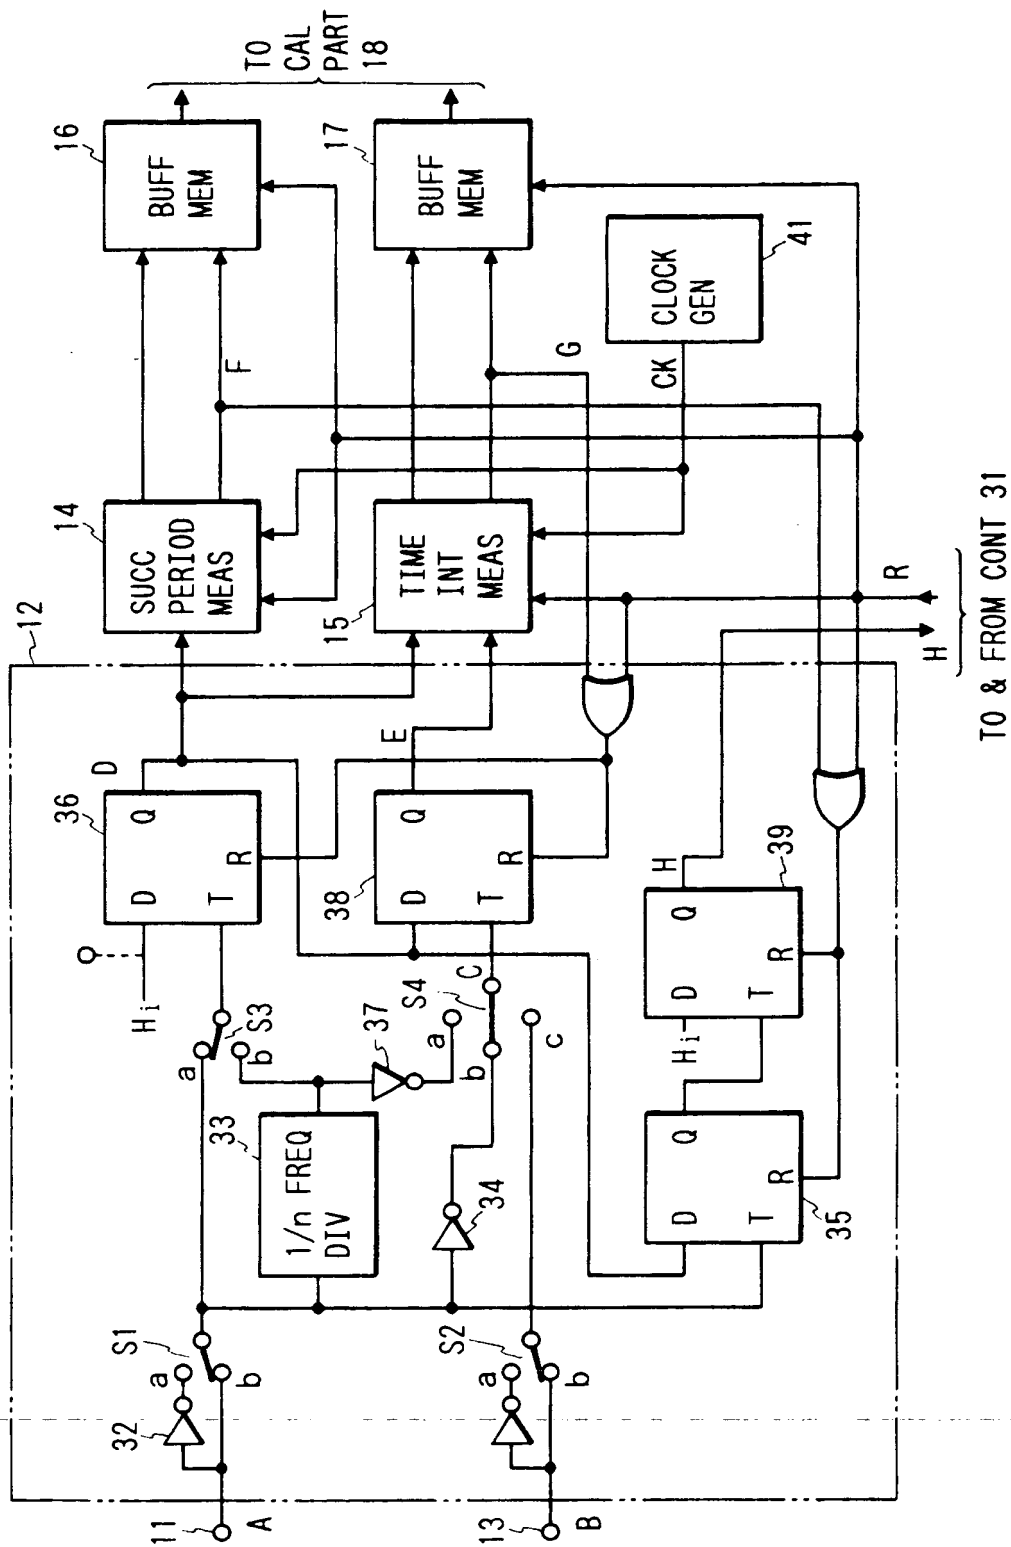 12
11
A
32
a
b
S1
33
1/n FREQ
DIV
a
b
S3
Hi
36
D
Q
T
R
D
14
SUCC
PERIOD
MEAS
F
16
BUFF
MEM
TO
CAL
PART
18
13
B
a
b
S2
34
37
a
b
c
S4
C
38
D
Q
T
R
E
15
TIME
INT
MEAS
G
17
BUFF
MEM
CK
CLOCK
GEN
41
35
D
Q
T
R
Hi
39
D
Q
T
R
H
H
R
TO & FROM CONT 31